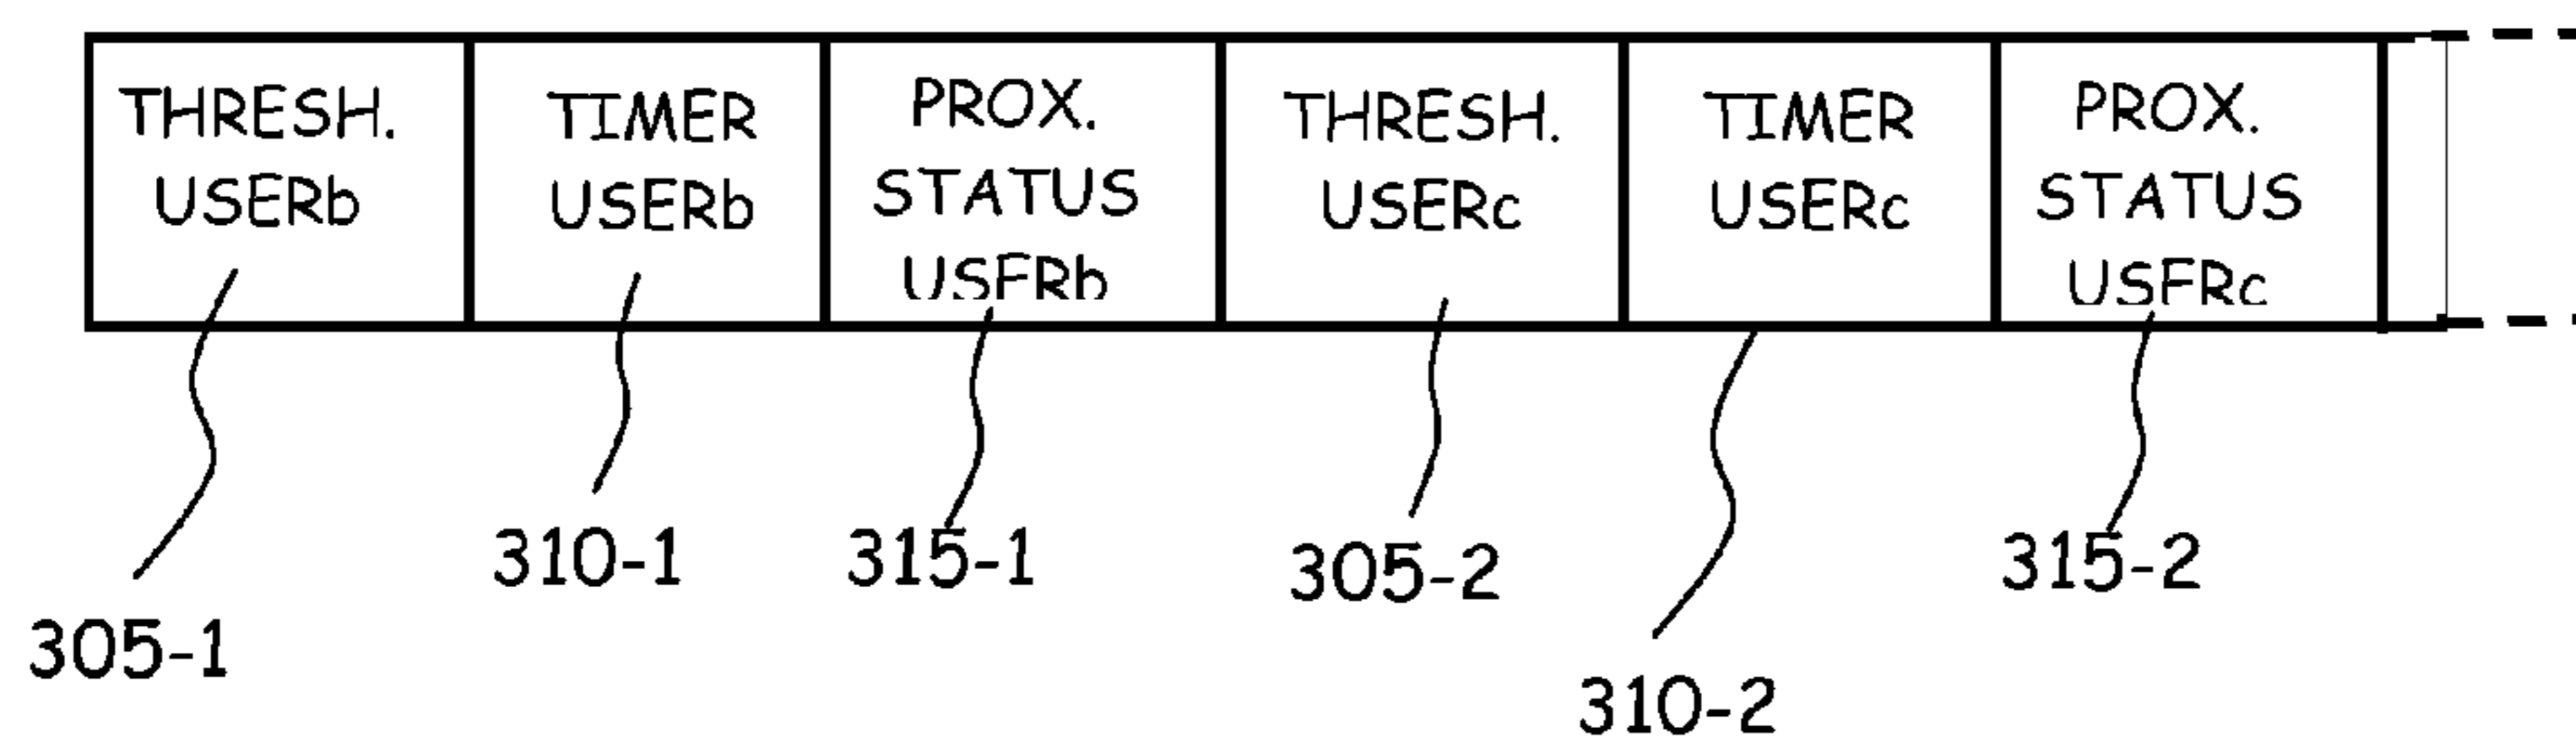 THRESH.
USERb
TIMER
USERb
PROX.
STATUS
USERb
THRESH.
USERc
TIMER
USERc
PROX.
STATUS
USERc
305-1
310-1
315-1
305-2
310-2
315-2